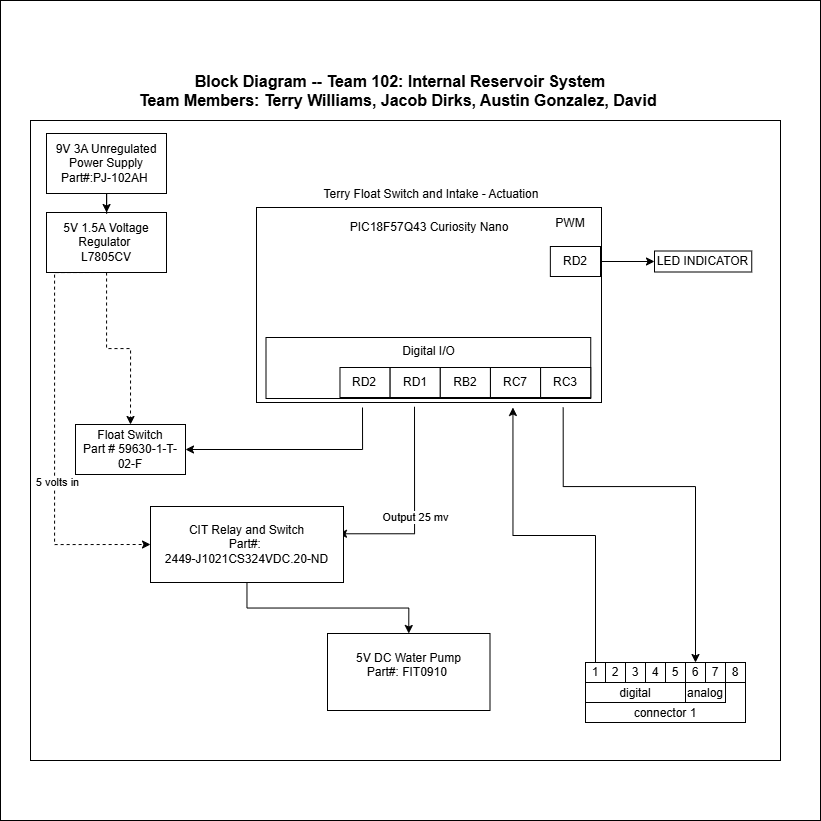 Block Diagram -- Team 102: Internal Reservoir System
Team Members: Terry Williams, Jacob Dirks, Austin Gonzalez, David
9V 3A Unregulated
Power Supply
Part#:PJ-102AH
5V 1.5A Voltage
Regulator
L7805CV
Terry Float Switch and Intake - Actuation
PIC18F57Q43 Curiosity Nano
PWM
RD2
LED INDICATOR
Digital I/O
RD2 RD1 RB2 RC7 RC3
Float Switch
Part # 59630-1-T-
02-F
5 volts in
Output 25 mv
CIT Relay and Switch
Part#:
2449-J1021CS324VDC.20-ND
5V DC Water Pump
Part#: FIT0910
1 2 3 4 5 6 7 8
digital analog
connector 1